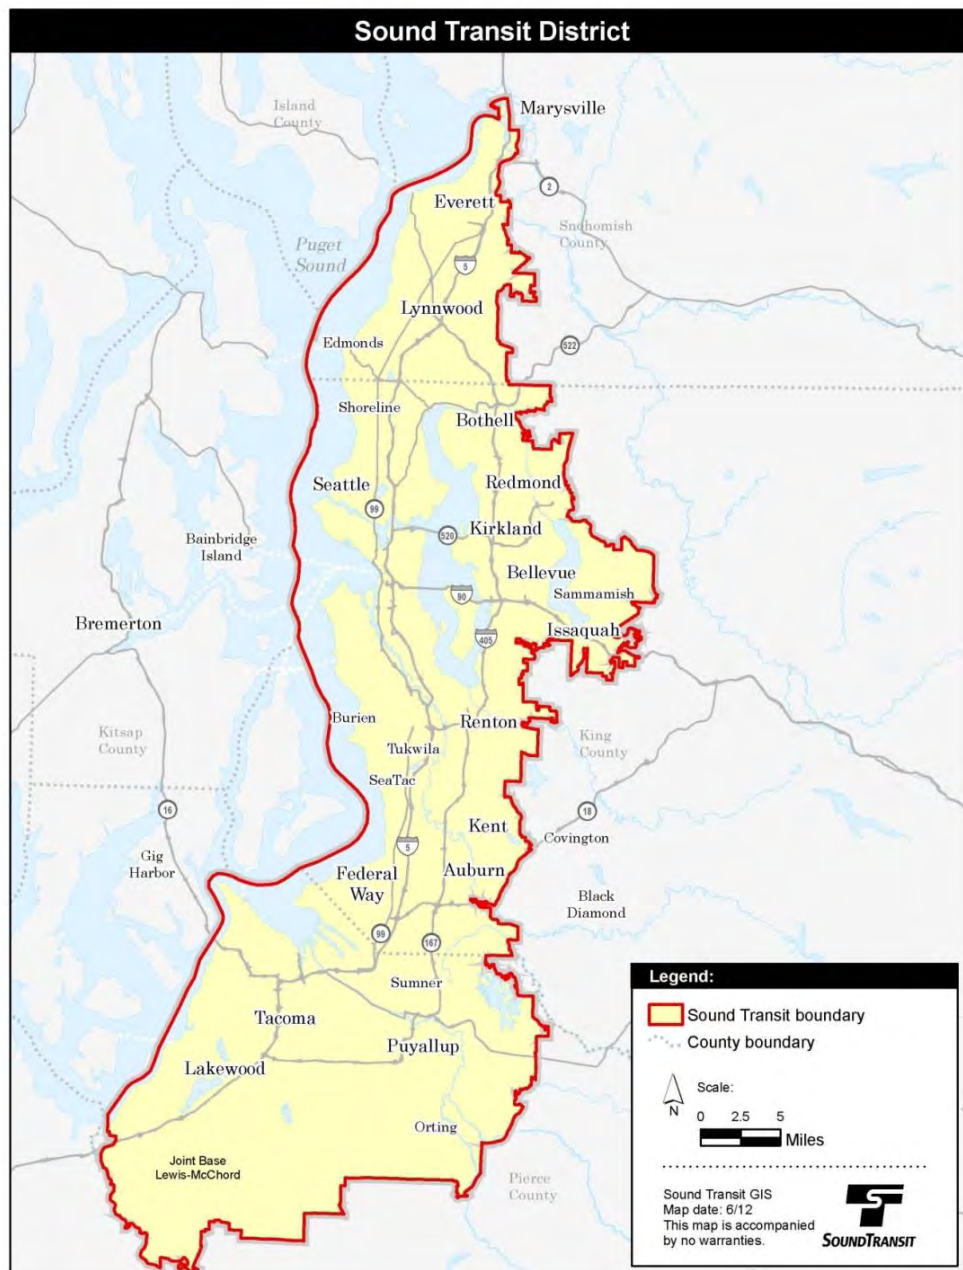 Sound Transit District
Island
County
Marysville
2
Everett
Snohomish
County
Puget
Sound
5
Lynnwood
522
Edmonds
Shoreline
Bothell
Seattle
Redmond
99
Kirkland
520
Bainbridge
Island
Bellevue
90
Sammamish
Bremerton
Issaquah
405
Burien
Renton
Kitsap
County
Tukwila
King
County
SeaTac
16
18
Kent
Covington
5
Gig
Harbor
Federal
Way
Auburn
Black
Diamond
99
167
Sumner
Tacoma
Puyallup
Lakewood
Orting
Joint Base
Lewis-McChord
Pierce
County
Legend:
Sound Transit boundary
County boundary
Scale:
N
0 2.5 5
Miles
Sound Transit GIS
Map date: 6/12
This map is accompanied
by no warranties.
SOUNDTRANSIT